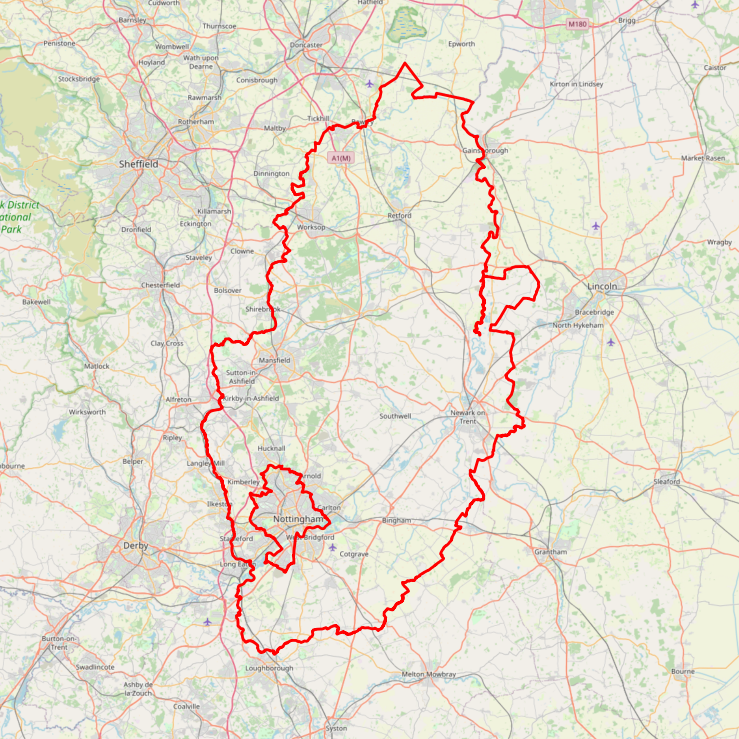 Cudworth
Hatfield
Barnsley
Thurnscoe
Penistone
Doncaster
Epworth
M180
Brigg
Wombwell
Hoyland
Wath upon
Dearne
Caistor
Stocksbridge
Conisbrough
Kirton in Lindsey
Rawmarsh
Rotherham
Tickhill
Maltby
Gainsborough
A1(M)
Market Rasen
Sheffield
Dinnington
k District
ational
Park
Killamarsh
Eckington
Retford
Dronfield
Worksop
Wragby
Staveley
Clowne
Chesterfield
Bolsover
Lincoln
Bakewell
Shirebrook
Bracebridge
North Hykeham
Clay Cross
Mansfield
Matlock
Sutton-in
Ashfield
Alfreton
Kirkby-in-Ashfield
Wirksworth
Southwell
Newark on
Trent
Ripley
Hucknall
Belper
Langley Mill
bourne
Kimberley
Arnold
Sleaford
Ilkeston
Carlton
Nottingham
Bingham
Stapleford
West Bridgford
Derby
Cotgrave
Grantham
Long Eaton
Burton-on
-Trent
Swadlincote
Loughborough
Melton Mowbray
Bourne
Ashby de
la Zouch
Coalville
Syston